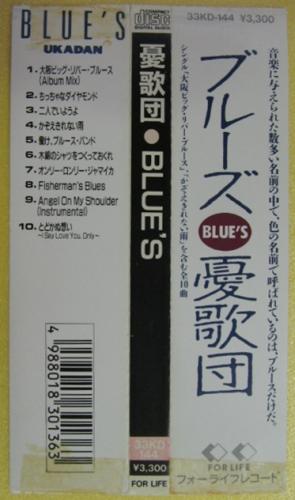 BLUE'S
UKADAN
1. 大阪ビッグ・リバー・ブルース
(Album Mix)
2. ちっちゃなダイヤモンド
3. 二人でいようよ
4. かぞえきれない雨
5. 働け、ブルース・バンド
6. 木綿のシャツをつくっておくれ
7. オンリー・ロンリー・ジャマイカ
8. Fisherman's Blues
9. Angel On My Shoulder
(Instrumental)
10. とどかぬ想い
〜I Sky Love You, Only〜
4 988018 301363
憂歌団●BLUE'S
33KD-
144
¥3,300
FOR LIFE
COMPACT
disc
DIGITAL AUDIO
33KD-144 ¥3,300
音楽に与えられた数多い名前の中で、色の名前で呼ばれているのは、ブルースだけだ。
シングル「大阪ビッグ・リバー・ブルース」、「かぞえきれない雨」を含む全10曲
ブルーズ
BLUE'S
憂歌団
FOR LIFE
フォーライフレコード